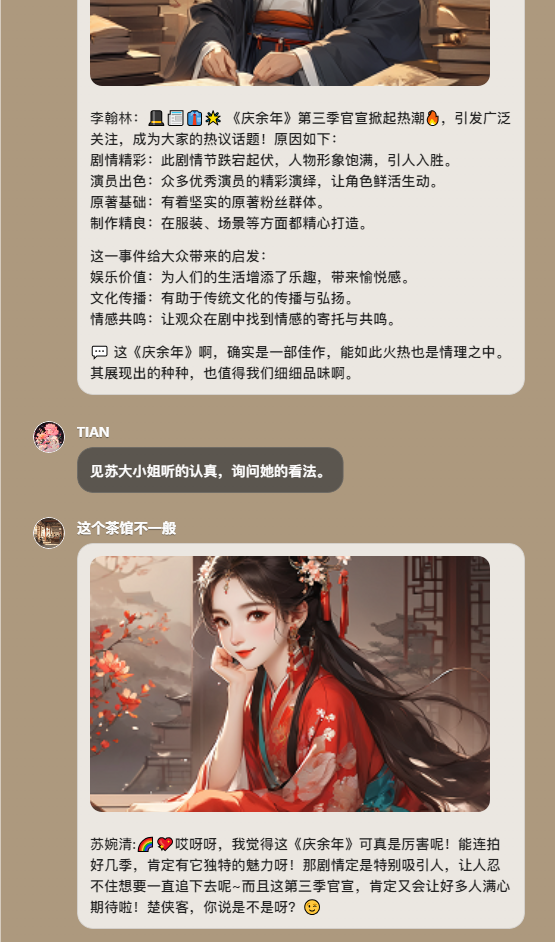 李翰林：🎩📰👔🌟 《庆余年》第三季官宣掀起热潮🔥，引发广泛
关注，成为大家的热议话题！原因如下：
剧情精彩：此剧情节跌宕起伏，人物形象饱满，引人入胜。
演员出色：众多优秀演员的精彩演绎，让角色鲜活生动。
原著基础：有着坚实的原著粉丝群体。
制作精良：在服装、场景等方面都精心打造。
这一事件给大众带来的启发：
娱乐价值：为人们的生活增添了乐趣，带来愉悦感。
文化传播：有助于传统文化的传播与弘扬。
情感共鸣：让观众在剧中找到情感的寄托与共鸣。
💬 这《庆余年》啊，确实是一部佳作，能如此火热也是情理之中。
其展现出的种种，也值得我们细细品味啊。
TIAN
见苏大小姐听的认真，询问她的看法。
这个茶馆不一般
苏婉清:🌈💖哎呀呀，我觉得这《庆余年》可真是厉害呢！能连拍
好几季，肯定有它独特的魅力呀！那剧情定是特别吸引人，让人忍
不住想要一直追下去呢~而且这第三季官宣，肯定又会让好多人满心
期待啦！楚侠客，你说是不是呀？😉